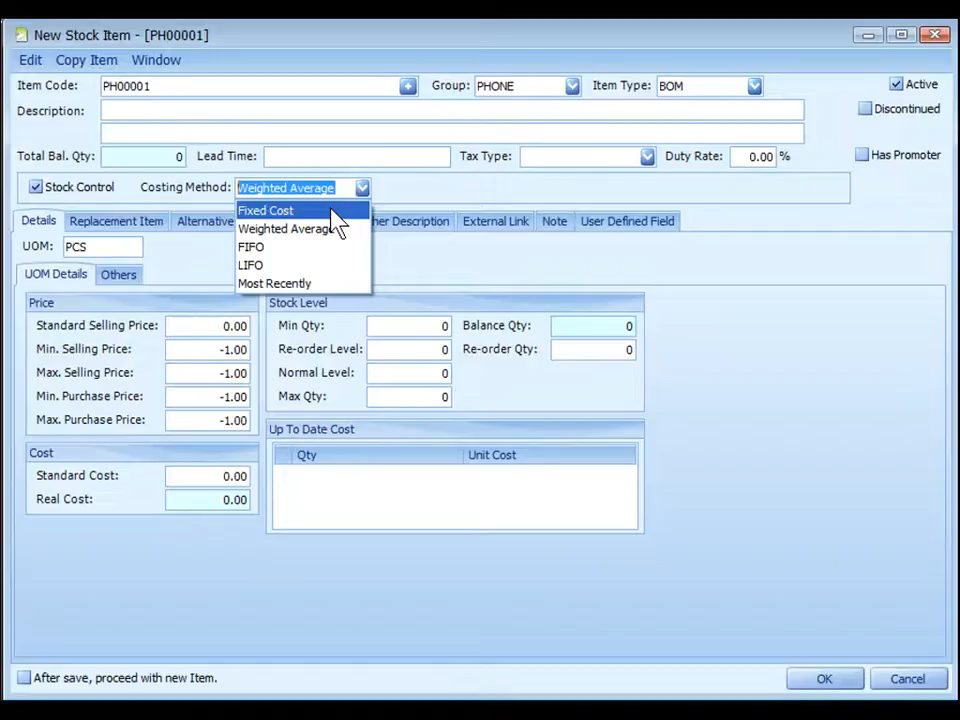 New Stock Item - [PH00001]
Edit Copy Item Window
Item Code: PH00001 Group: PHONE Item Type: BOM Active
Description: Discontinued
Total Bal. Qty: 0 Lead Time: Tax Type: Duty Rate: 0.00 % Has Promoter
Stock Control Costing Method: Weighted Average
Details Replacement Item Alternative her Description External Link Note User Defined Field
Fixed Cost
Weighted Average
FIFO
LIFO
Most Recently
UOM: PCS
UOM Details Others
Price
Standard Selling Price: 0.00
Min. Selling Price: -1.00
Max. Selling Price: -1.00
Min. Purchase Price: -1.00
Max. Purchase Price: -1.00
Cost
Standard Cost: 0.00
Real Cost: 0.00
Stock Level
Min Qty: 0 Balance Qty: 0
Re-order Level: 0 Re-order Qty: 0
Normal Level: 0
Max Qty: 0
Up To Date Cost
Qty Unit Cost
After save, proceed with new Item. OK Cancel